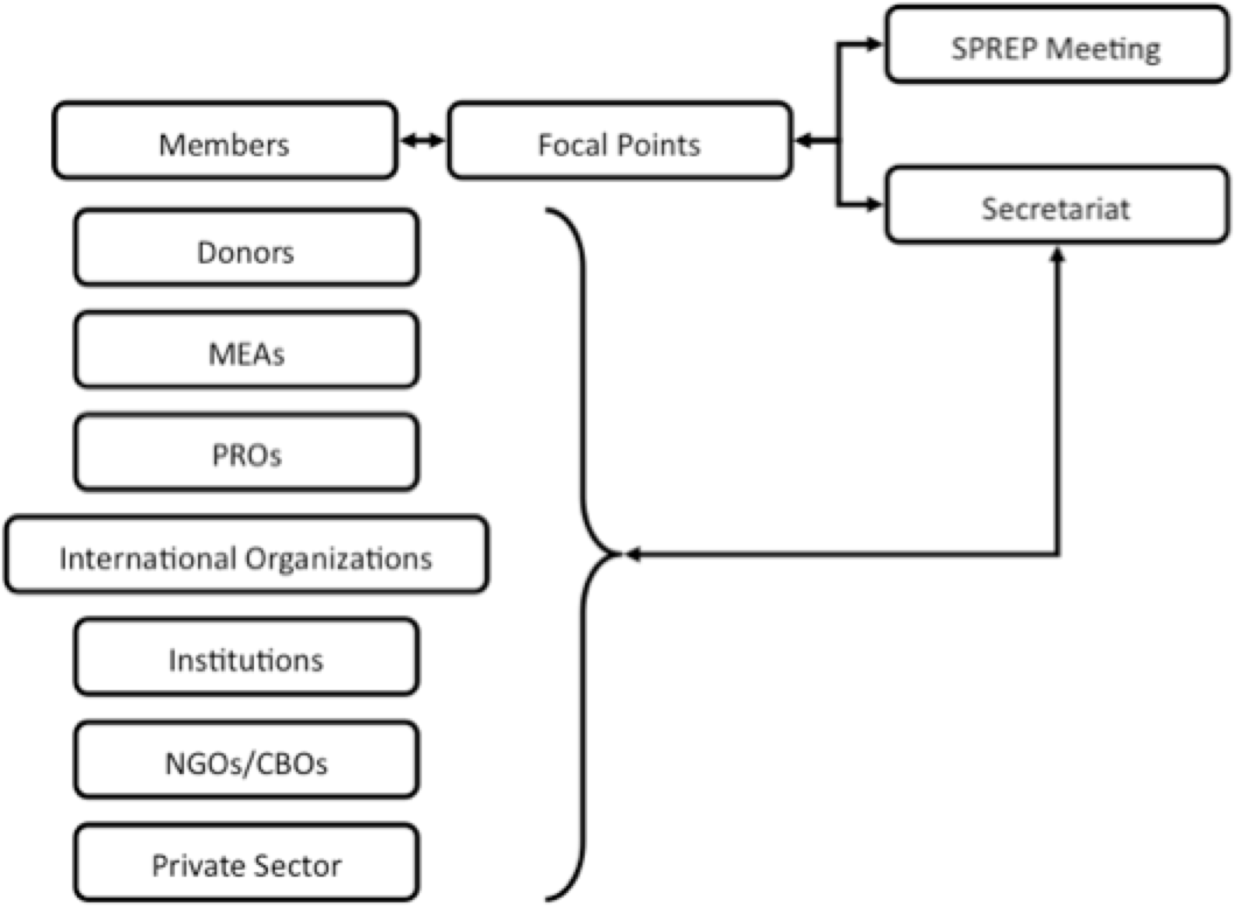 SPREP Meeting
Members
Focal Points
Secretariat
Donors
MEAs
PROs
International Organizations
Institutions
NGOs/CBOs
Private Sector